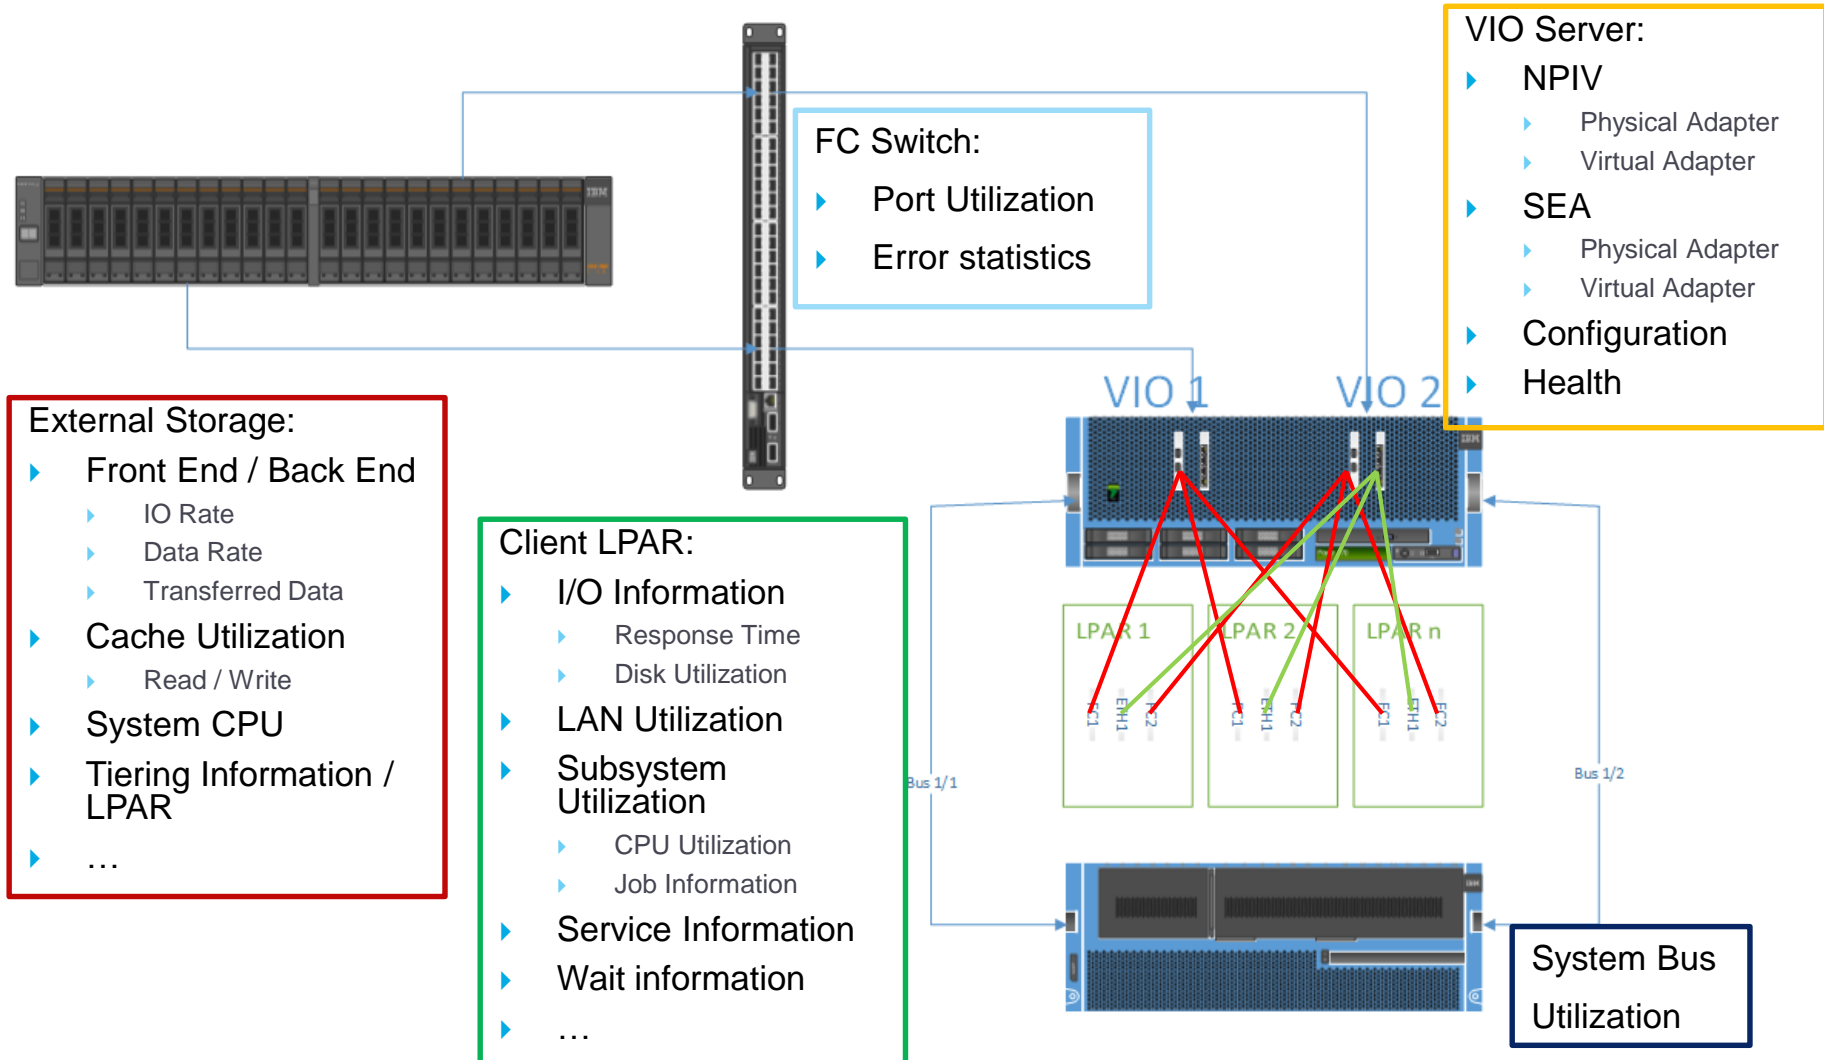 VIO Server:
NPIV
Physical Adapter
Virtual Adapter
SEA
Physical Adapter
Virtual Adapter
Configuration
Health
FC Switch:
Port Utilization
Error statistics
IBM
External Storage:
Front End / Back End
IO Rate
Data Rate
Transferred Data
Cache Utilization
Read / Write
System CPU
Tiering Information /
LPAR
…
Client LPAR:
I/O Information
Response Time
Disk Utilization
LAN Utilization
Subsystem
Utilization
CPU Utilization
Job Information
Service Information
Wait information
…
VIO 1
VIO 2
IBM
LPAR 1
LPAR 2
LPAR n
FC1
ETH1
FC2
FC1
ETH1
FC2
FC1
ETH1
FC2
Bus 1/1
Bus 1/2
IBM
System Bus
Utilization